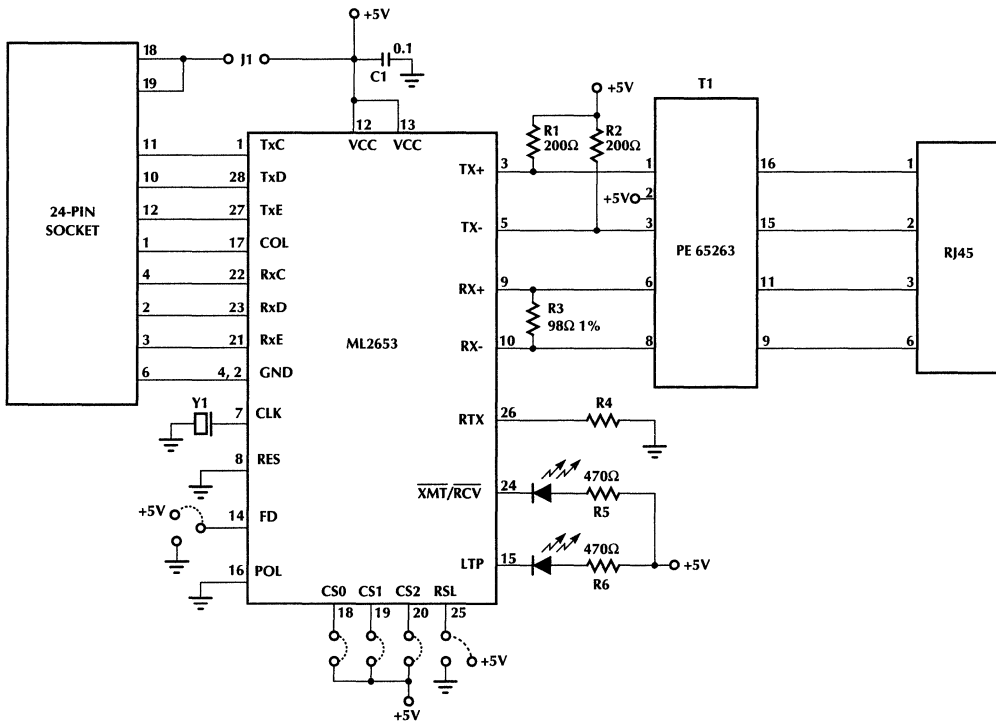 +5V
18
J1
0.1
C1
19
+5V
T1
12
13
VCC
VCC
R1
200Ω
R2
200Ω
11
1
TxC
TX+
3
1
16
1
10
28
TxD
+5V
2
12
27
TxE
TX-
5
3
15
2
24-PIN
SOCKET
1
17
COL
PE 65263
RJ45
4
22
RxC
RX+
9
6
11
3
2
23
RxD
R3
98Ω 1%
3
21
RxE
ML2653
RX-
10
8
9
6
6
4, 2
GND
Y1
7
CLK
RTX
26
R4
8
RES
XMT/RCV
24
470Ω
R5
+5V
14
FD
LTP
15
470Ω
R6
+5V
16
POL
CS0
CS1
CS2
RSL
18
19
20
25
+5V
+5V